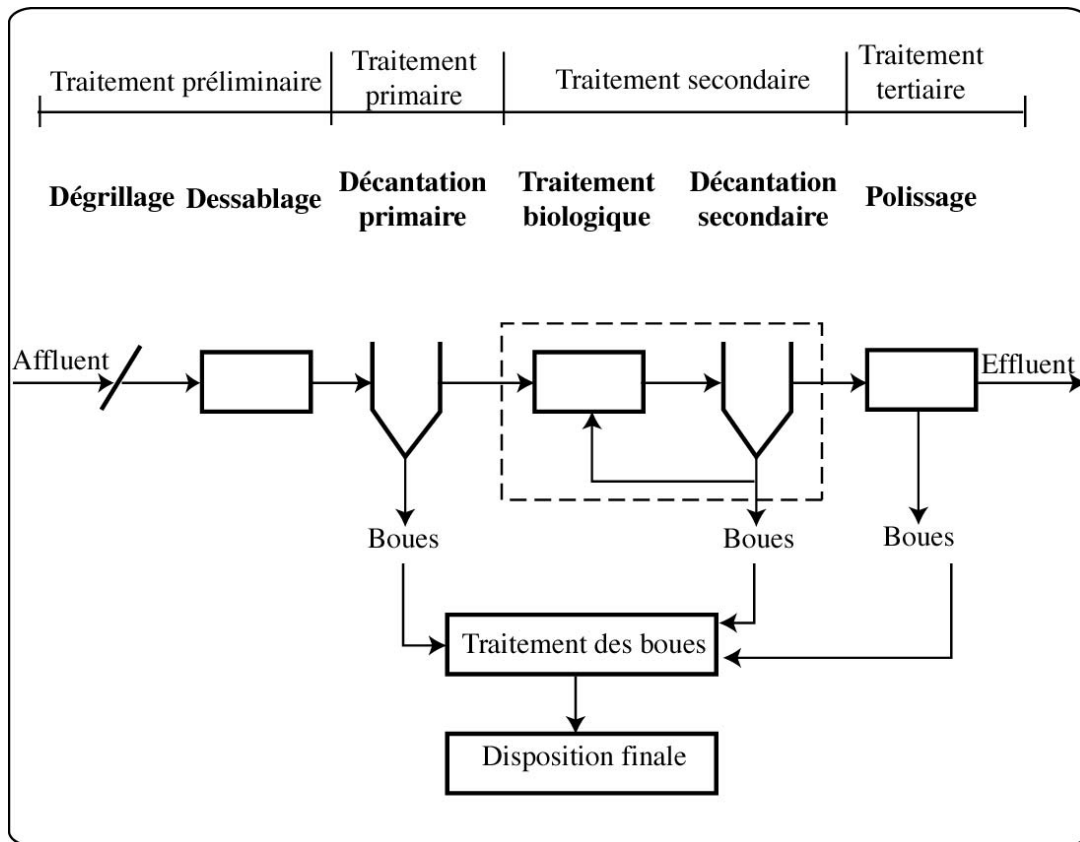 Traitement préliminaire
Traitement
primaire
Traitement secondaire
Traitement
tertiaire
Dégrillage
Dessablage
Décantation
primaire
Traitement
biologique
Décantation
secondaire
Polissage
Affluent
Effluent
Boues
Boues
Boues
Traitement des boues
Disposition finale